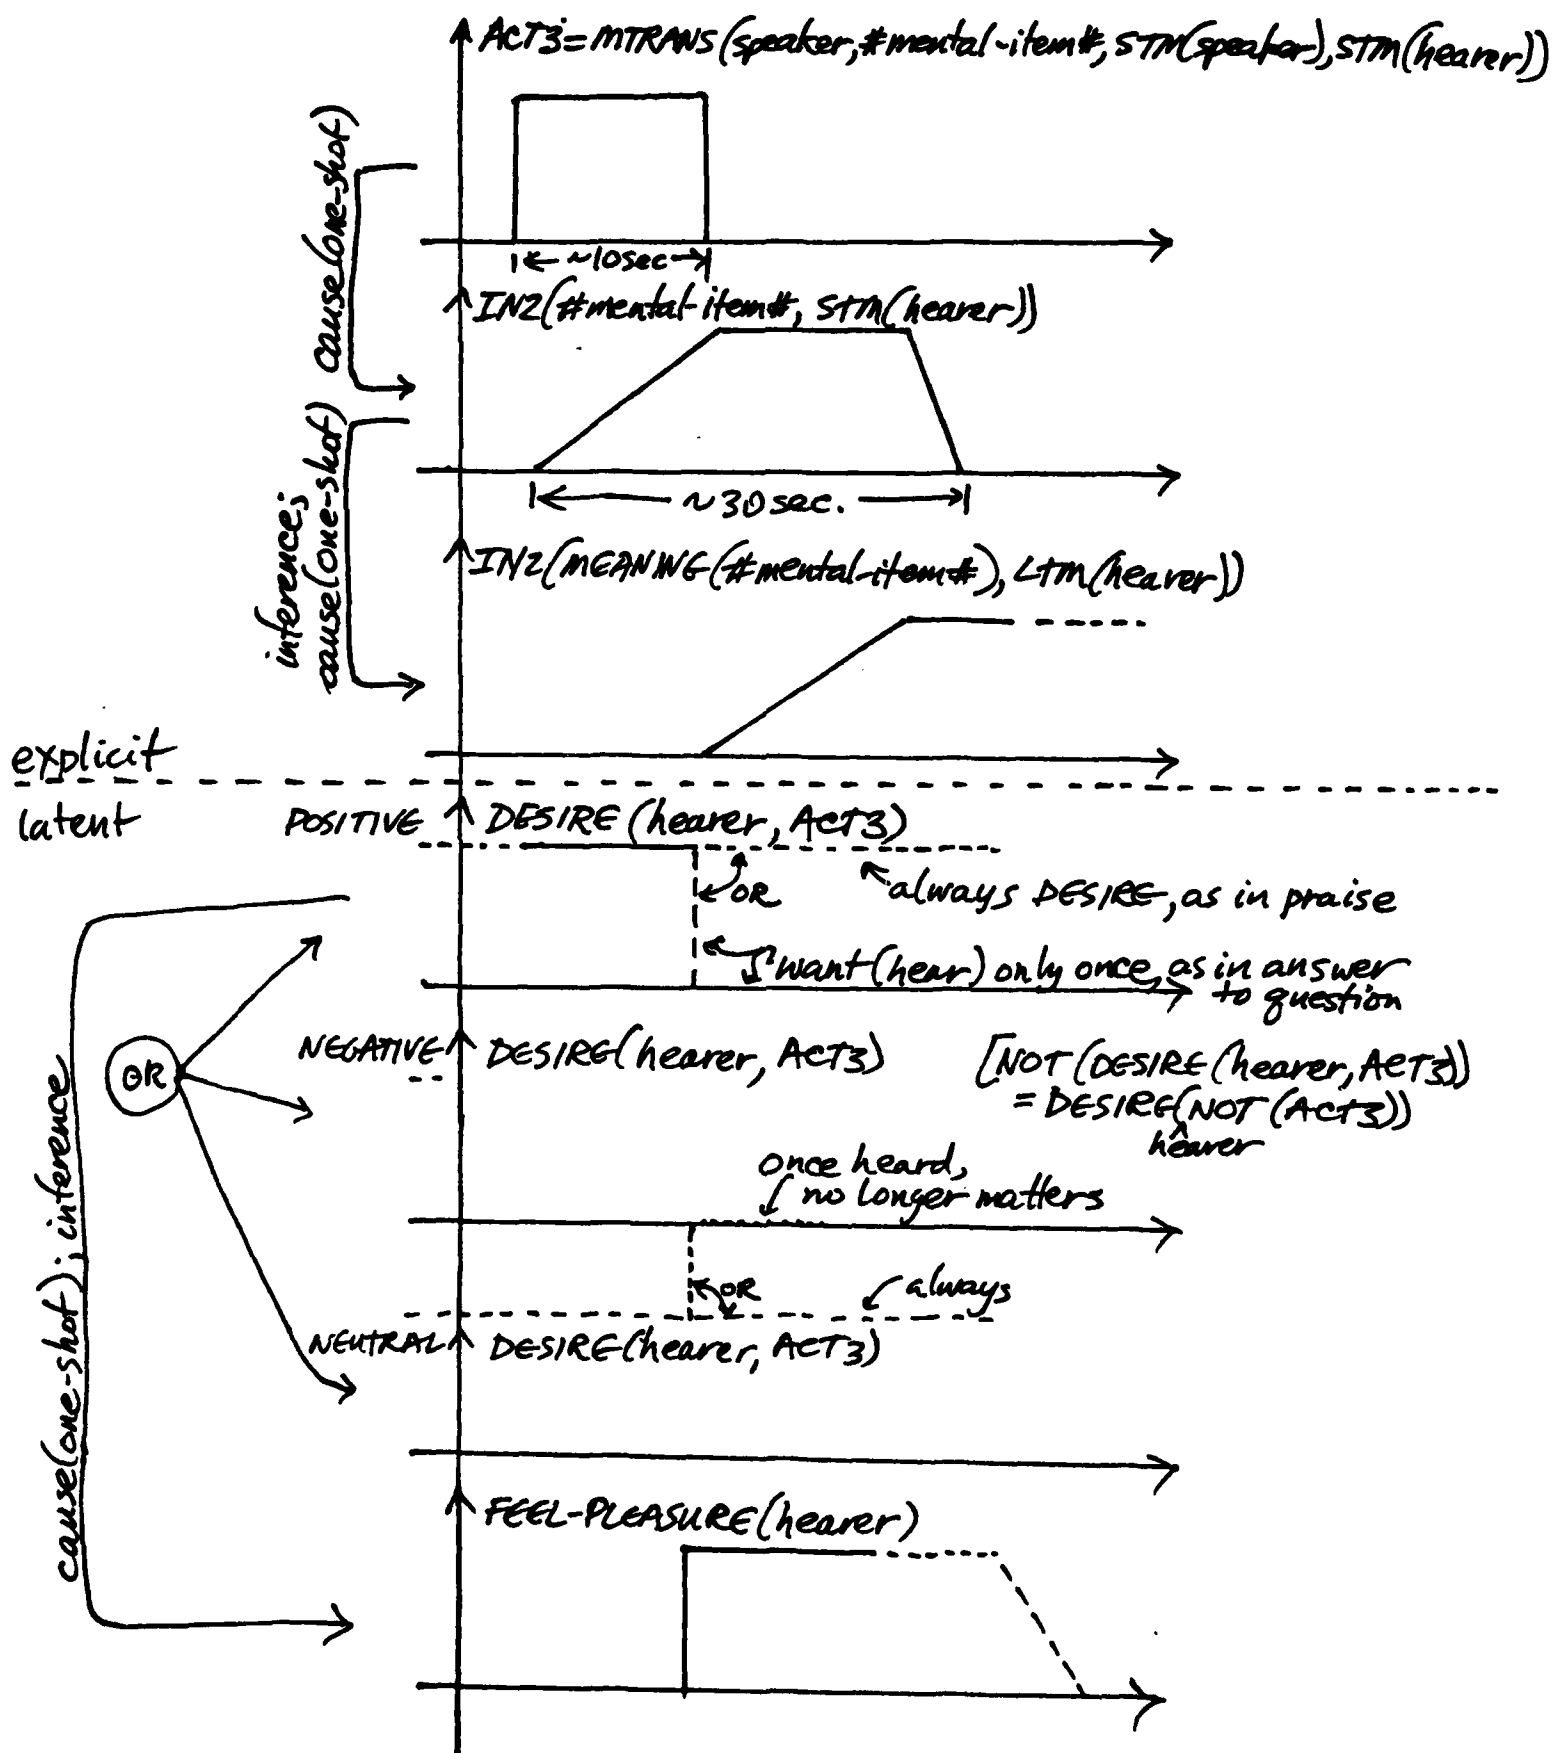 ACT3=MTRANS(speaker,#mental-item#,STM(speaker),STM(hearer))
cause(one-shot)
~10sec
IN2(#mental-item#, STM(hearer))
inference;
cause(one-shot)
~30sec.
IN2(MEANING(#mental-item#),LTM(hearer))
explicit
latent
POSITIVE
DESIRE (hearer, ACT3)
OR
always DESIRE, as in praise
want(hear) only once, as in answer
to question
NEGATIVE
DESIRE(hearer, ACT3)
[NOT(DESIRE(hearer,ACT3))
= DESIRE(NOT(ACT3))
^
hearer
OR
cause(one-shot); inference
once heard,
no longer matters
OR
always
NEUTRAL
DESIRE(hearer, ACT3)
FEEL-PLEASURE(hearer)